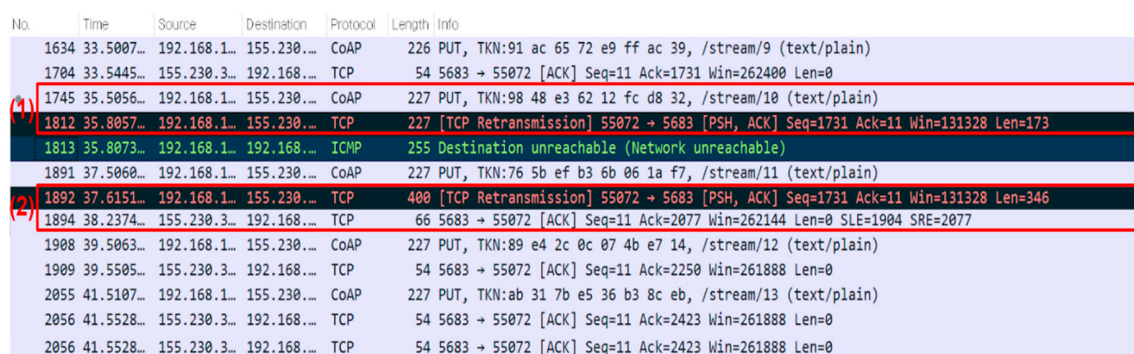 No. Time Source Destination Protocol Length Info
1634 33.5007… 192.168.1… 155.230.… CoAP 226 PUT, TKN:91 ac 65 72 e9 ff ac 39, /stream/9 (text/plain)
1704 33.5445… 155.230.3… 192.168.… TCP 54 5683 → 55072 [ACK] Seq=11 Ack=1731 Win=262400 Len=0
(1) 1745 35.5056… 192.168.1… 155.230.… CoAP 227 PUT, TKN:98 48 e3 62 12 fc d8 32, /stream/10 (text/plain)
1812 35.8057… 192.168.1… 155.230.… TCP 227 [TCP Retransmission] 55072 → 5683 [PSH, ACK] Seq=1731 Ack=11 Win=131328 Len=173
1813 35.8073… 192.168.1… 192.168.… ICMP 255 Destination unreachable (Network unreachable)
1891 37.5060… 192.168.1… 155.230.… CoAP 227 PUT, TKN:76 5b ef b3 6b 06 1a f7, /stream/11 (text/plain)
(2) 1892 37.6151… 192.168.1… 155.230.… TCP 400 [TCP Retransmission] 55072 → 5683 [PSH, ACK] Seq=1731 Ack=11 Win=131328 Len=346
1894 38.2374… 155.230.3… 192.168.… TCP 66 5683 → 55072 [ACK] Seq=11 Ack=2077 Win=262144 Len=0 SLE=1904 SRE=2077
1908 39.5063… 192.168.1… 155.230.… CoAP 227 PUT, TKN:89 e4 2c 0c 07 4b e7 14, /stream/12 (text/plain)
1909 39.5505… 155.230.3… 192.168.… TCP 54 5683 → 55072 [ACK] Seq=11 Ack=2250 Win=261888 Len=0
2055 41.5107… 192.168.1… 155.230.… CoAP 227 PUT, TKN:ab 31 7b e5 36 b3 8c eb, /stream/13 (text/plain)
2056 41.5528… 155.230.3… 192.168.… TCP 54 5683 → 55072 [ACK] Seq=11 Ack=2423 Win=261888 Len=0
2056 41.5528… 155.230.3… 192.168.… TCP 54 5683 → 55072 [ACK] Seq=11 Ack=2423 Win=261888 Len=0